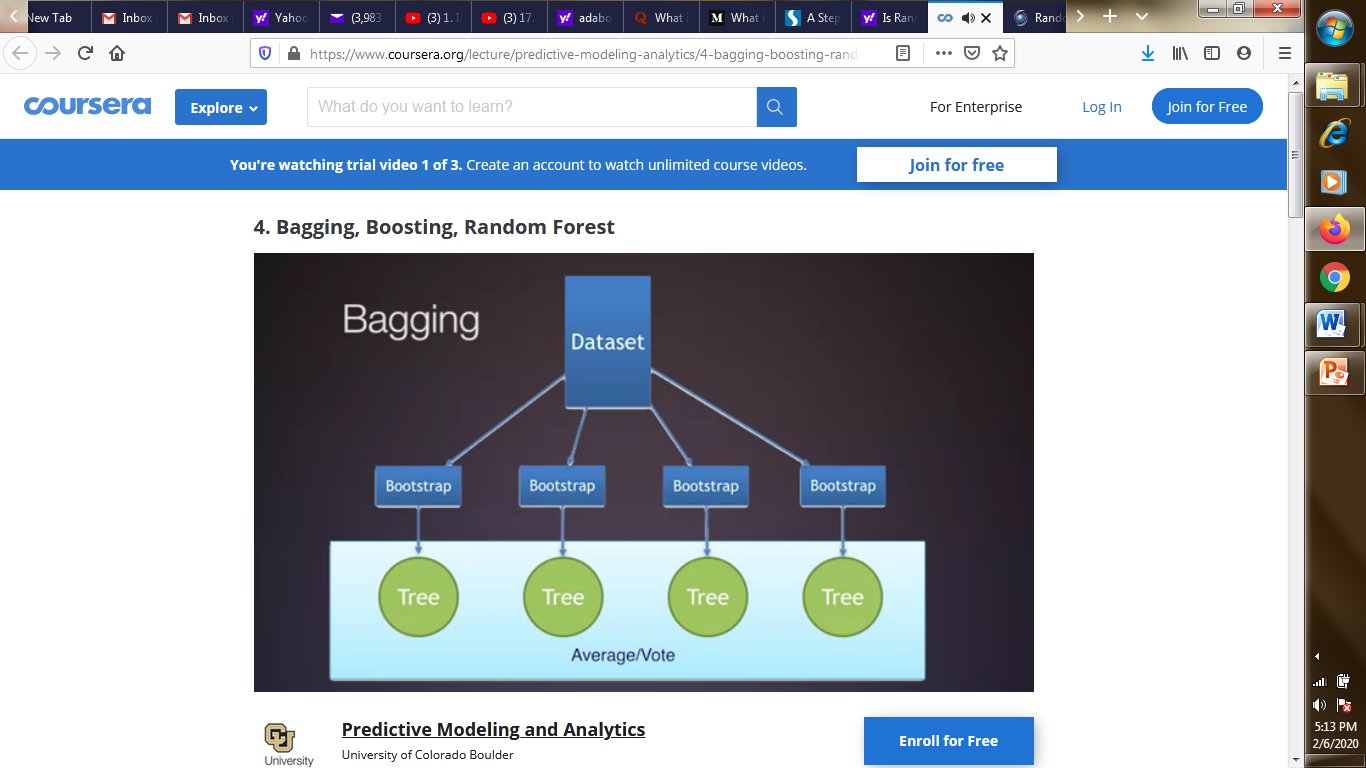 New Tab
Inbox
Inbox
Yahoo
(3,983
(3) 1. I
(3) 17.
adabo
What i
What i
A Step
Is Ran
Rando
https://www.coursera.org/lecture/predictive-modeling-analytics/4-bagging-boosting-rand
coursera
Explore
What do you want to learn?
For Enterprise
Log In
Join for Free
You're watching trial video 1 of 3. Create an account to watch unlimited course videos.
Join for free
4. Bagging, Boosting, Random Forest
Bagging
Dataset
Bootstrap
Bootstrap
Bootstrap
Bootstrap
Tree
Tree
Tree
Tree
Average/Vote
CU
University
Predictive Modeling and Analytics
University of Colorado Boulder
Enroll for Free
5:13 PM
2/6/2020